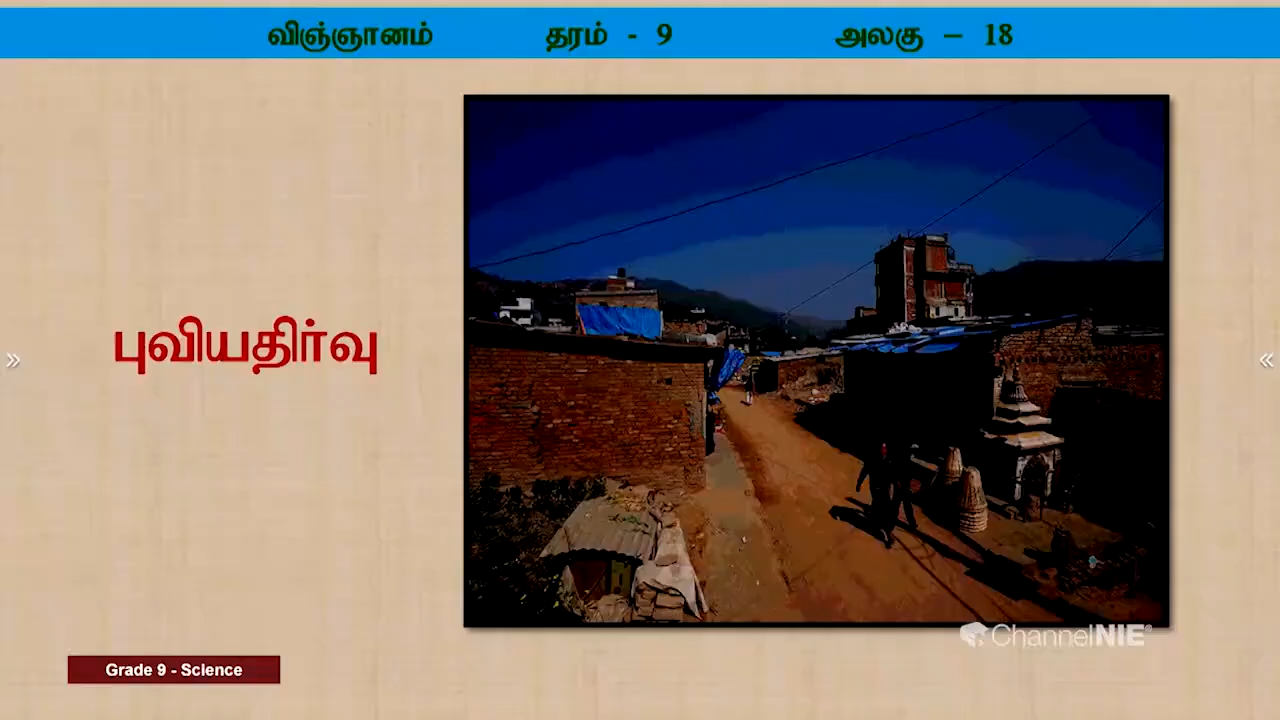 விஞ்ஞானம் தரம் - 9 அலகு – 18
புவியதிர்வு
ChannelNIE
Grade 9 - Science